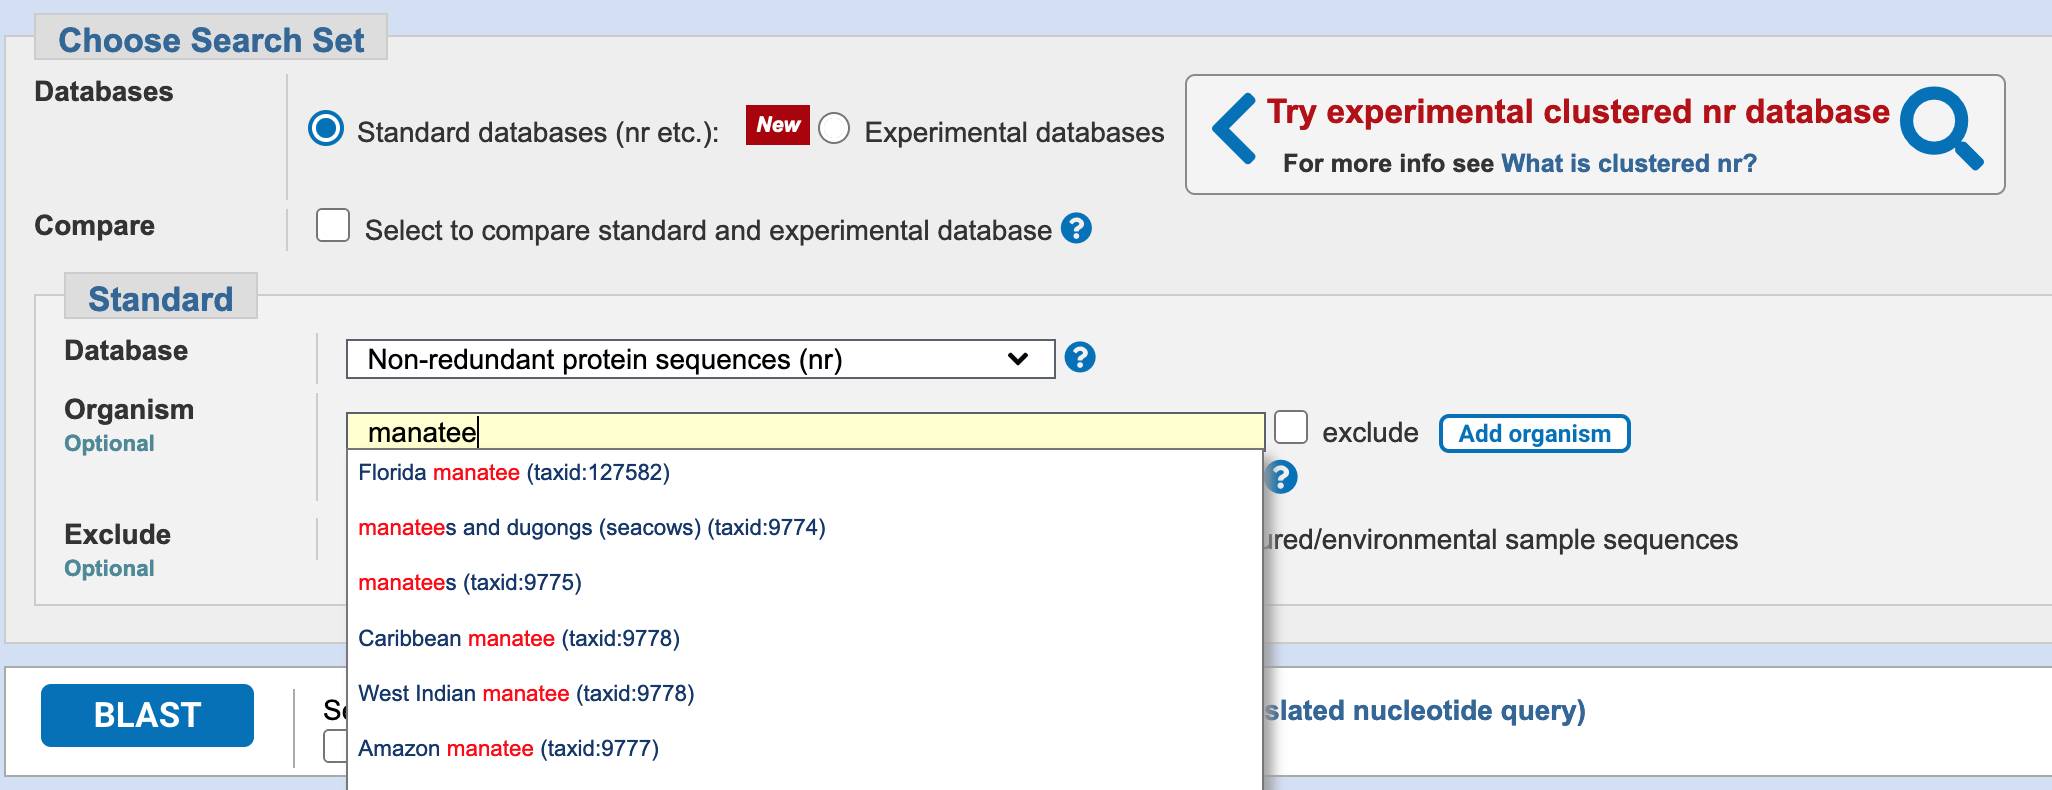 Choose Search Set
Databases
Standard databases (nr etc.): New Experimental databases
Try experimental clustered nr database
For more info see What is clustered nr?
Compare
Select to compare standard and experimental database ?
Standard
Database
Non-redundant protein sequences (nr) ?
Organism
Optional
manatee
exclude Add organism
?
Florida manatee (taxid:127582)
manatees and dugongs (seacows) (taxid:9774)
manatees (taxid:9775)
Caribbean manatee (taxid:9778)
West Indian manatee (taxid:9778)
Amazon manatee (taxid:9777)
Exclude
Optional
ured/environmental sample sequences
BLAST
slated nucleotide query)